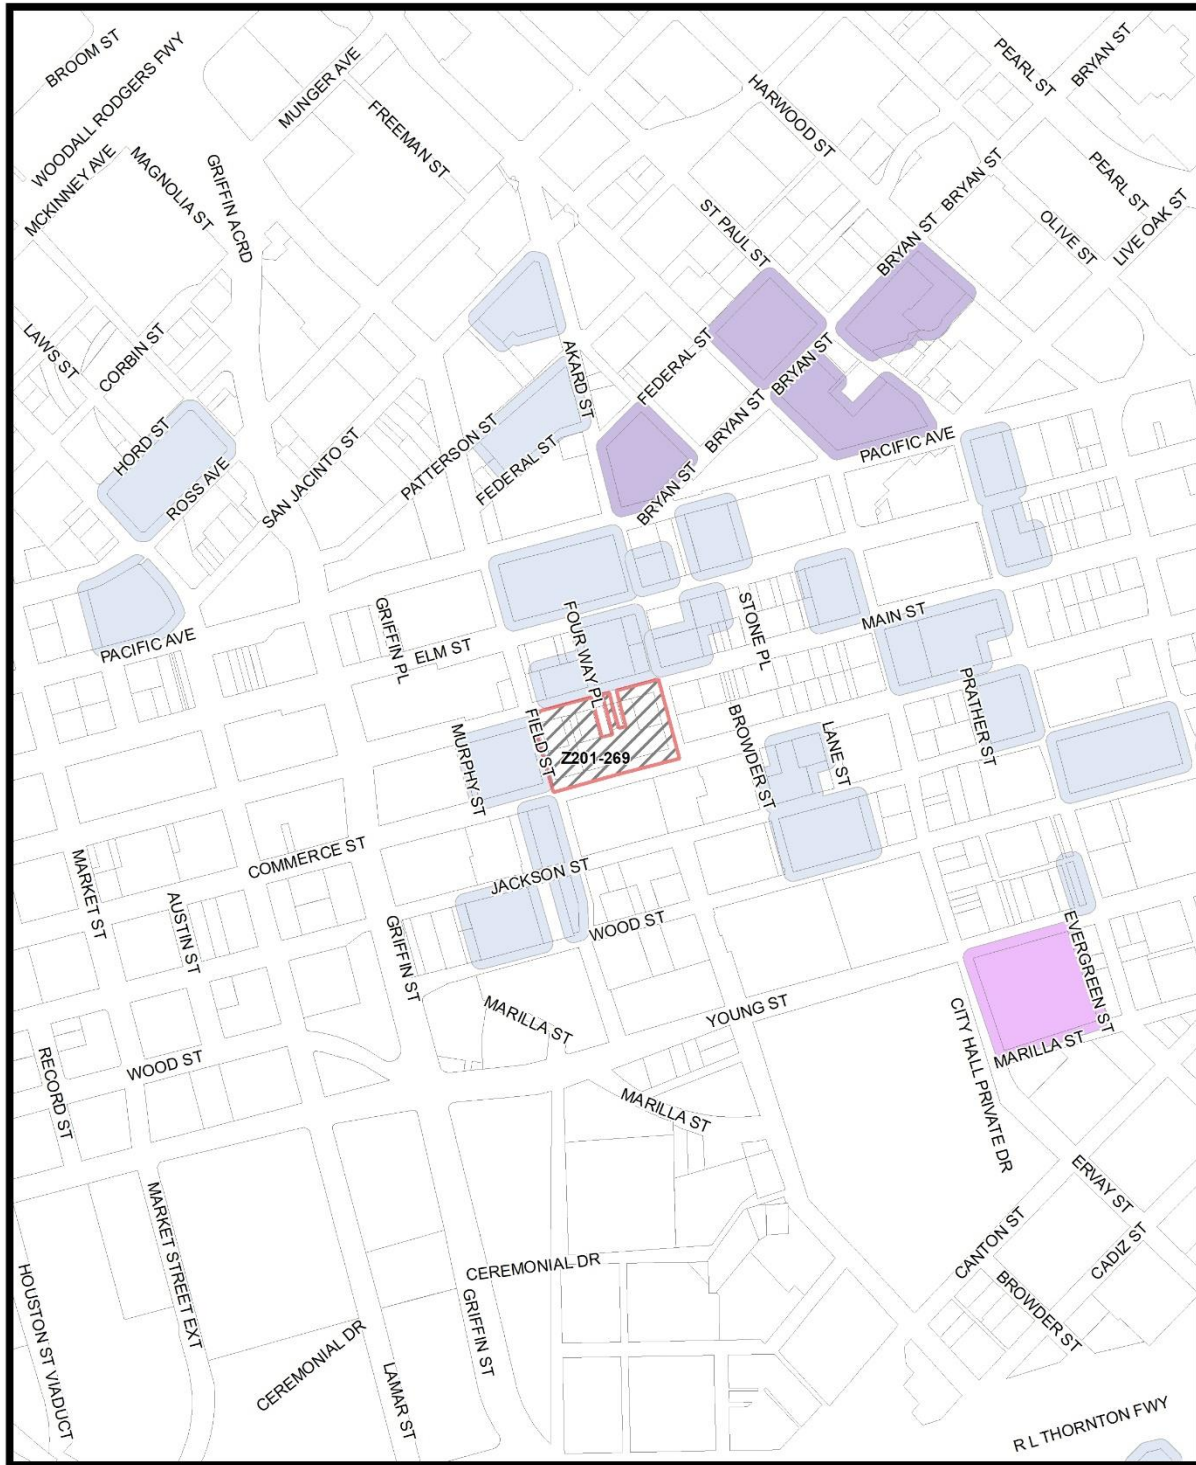 BROOM ST
WOODALL RODGERS FWY
MUNGER AVE
PEARL ST
BRYAN ST
HARWOOD ST
FREEMAN ST
MCKINNEY AVE
MAGNOLIA ST
GRIFFIN ACRD
BRYAN ST
PEARL ST
LIVE OAK ST
OLIVE ST
ST PAUL ST
BRYAN ST
LAWS ST
CORBIN ST
AKARD ST
FEDERAL ST
BRYAN ST
BRYAN ST
HORD ST
ROSS AVE
SAN JACINTO ST
PATTERSON ST
FEDERAL ST
BRYAN ST
PACIFIC AVE
PACIFIC AVE
GRIFFIN PL
ELM ST
FOUR WAY PL
STONE PL
MAIN ST
PRATHER ST
MURPHY ST
FIELD ST
Z201-269
BROWDER ST
LANE ST
COMMERCE ST
MARKET ST
AUSTIN ST
JACKSON ST
GRIFFIN ST
WOOD ST
EVERGREEN ST
MARILLA ST
YOUNG ST
CITY HALL PRIVATE DR
MARILLA ST
RECORD ST
WOOD ST
MARILLA ST
ERVAY ST
MARKET STREET EXT
CANTON ST
CADIZ ST
BROWDER ST
CEREMONIAL DR
HOUSTON ST VIADUCT
GRIFFIN ST
CEREMONIAL DR
LAMAR ST
R L THORNTON FWY